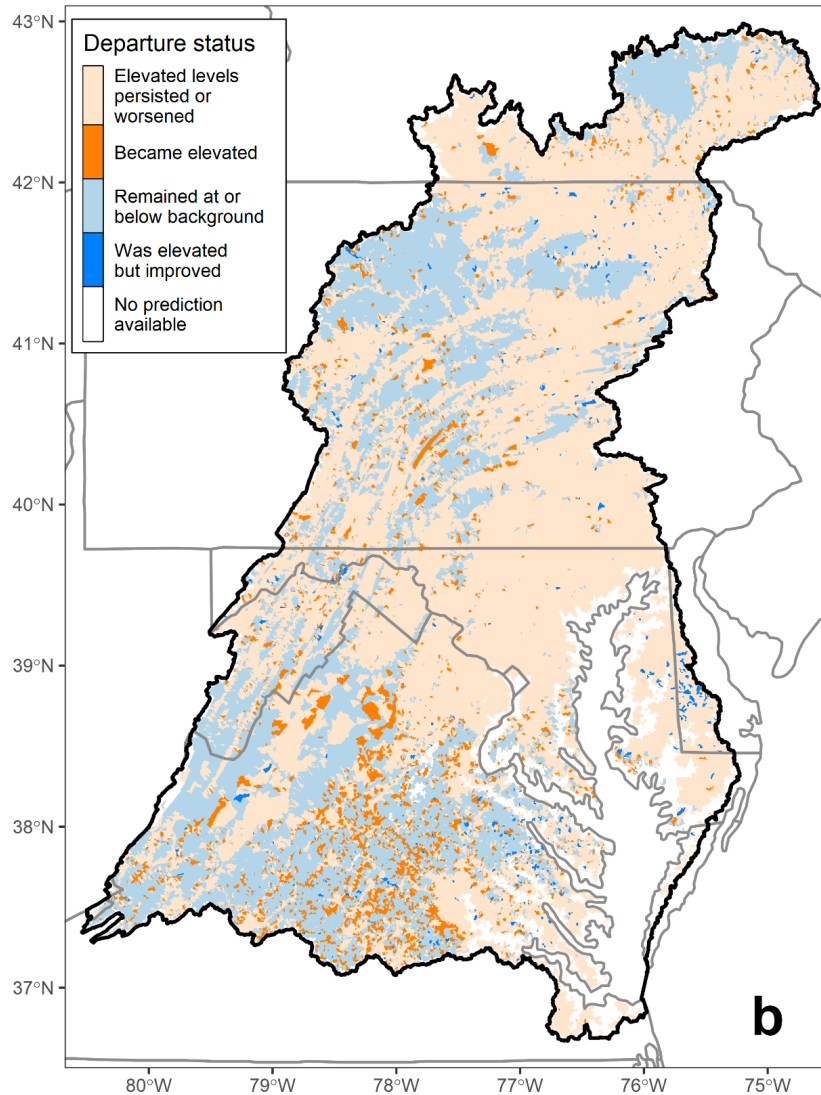 43°N
42°N
41°N
40°N
39°N
38°N
37°N
Departure status
Elevated levels
persisted or
worsened
Became elevated
Remained at or
below background
Was elevated
but improved
No prediction
available
b
80°W
79°W
78°W
77°W
76°W
75°W